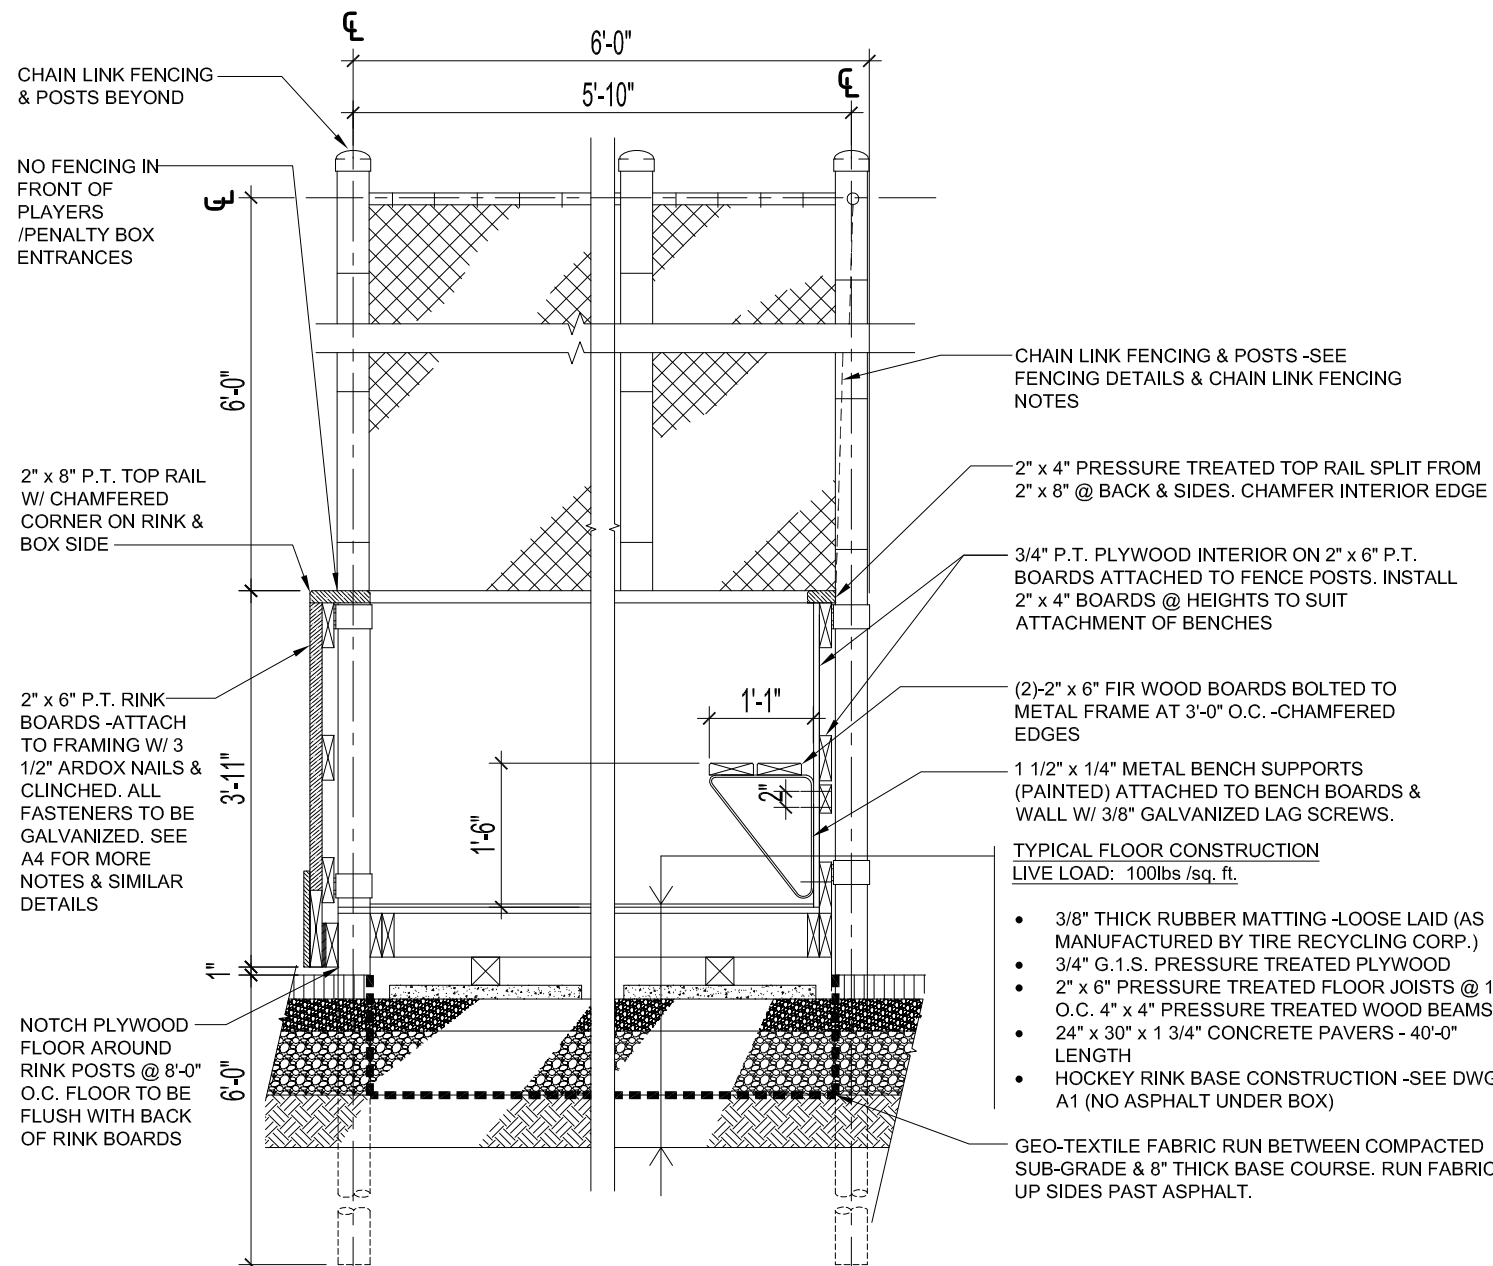 ℄
6'-0"
℄
5'-10"
CHAIN LINK FENCING
& POSTS BEYOND
NO FENCING IN
FRONT OF
PLAYERS
/PENALTY BOX
ENTRANCES
℄
6'-0"
2" x 8" P.T. TOP RAIL
W/ CHAMFERED
CORNER ON RINK &
BOX SIDE
2" x 6" P.T. RINK
BOARDS -ATTACH
TO FRAMING W/ 3
1/2" ARDOX NAILS &
CLINCHED. ALL
FASTENERS TO BE
GALVANIZED. SEE
A4 FOR MORE
NOTES & SIMILAR
DETAILS
3'-11"
1"
NOTCH PLYWOOD
FLOOR AROUND
RINK POSTS @ 8'-0"
O.C. FLOOR TO BE
FLUSH WITH BACK
OF RINK BOARDS
6'-0"
1'-6"
1'-1"
2"
CHAIN LINK FENCING & POSTS -SEE
FENCING DETAILS & CHAIN LINK FENCING
NOTES
2" x 4" PRESSURE TREATED TOP RAIL SPLIT FROM
2" x 8" @ BACK & SIDES. CHAMFER INTERIOR EDGE
3/4" P.T. PLYWOOD INTERIOR ON 2" x 6" P.T.
BOARDS ATTACHED TO FENCE POSTS. INSTALL
2" x 4" BOARDS @ HEIGHTS TO SUIT
ATTACHMENT OF BENCHES
(2)-2" x 6" FIR WOOD BOARDS BOLTED TO
METAL FRAME AT 3'-0" O.C. -CHAMFERED
EDGES
1 1/2" x 1/4" METAL BENCH SUPPORTS
(PAINTED) ATTACHED TO BENCH BOARDS &
WALL W/ 3/8" GALVANIZED LAG SCREWS.
TYPICAL FLOOR CONSTRUCTION
LIVE LOAD: 100lbs /sq. ft.
• 3/8" THICK RUBBER MATTING -LOOSE LAID (AS
MANUFACTURED BY TIRE RECYCLING CORP.)
• 3/4" G.1.S. PRESSURE TREATED PLYWOOD
• 2" x 6" PRESSURE TREATED FLOOR JOISTS @ 1
O.C. 4" x 4" PRESSURE TREATED WOOD BEAMS
• 24" x 30" x 1 3/4" CONCRETE PAVERS - 40'-0"
LENGTH
• HOCKEY RINK BASE CONSTRUCTION -SEE DWG
A1 (NO ASPHALT UNDER BOX)
GEO-TEXTILE FABRIC RUN BETWEEN COMPACTED
SUB-GRADE & 8" THICK BASE COURSE. RUN FABRIC
UP SIDES PAST ASPHALT.